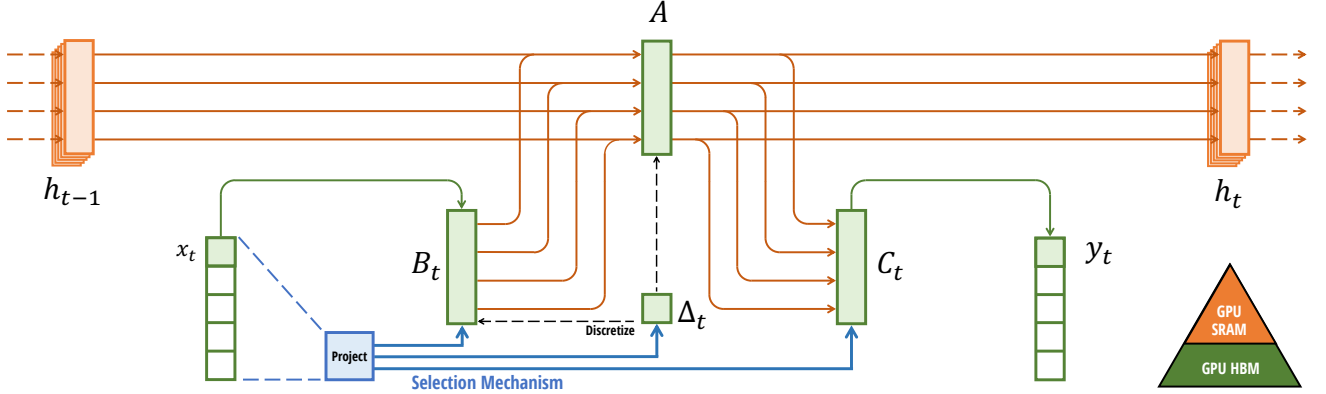 A
h_{t-1}
h_t
x_t
B_t
C_t
y_t
Δ_t
Discretize
Project
Selection Mechanism
GPU
SRAM
GPU HBM